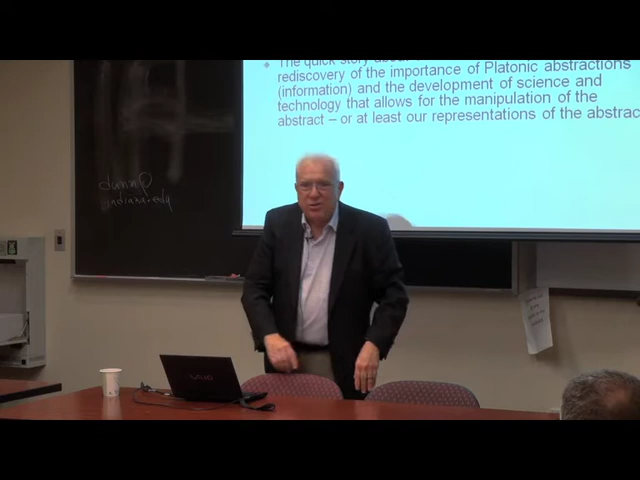 The quick story about
rediscovery of the importance of Platonic abstractions
(information) and the development of science and
technology that allows for the manipulation of the
abstract – or at least our representations of the abstrac
dunn@
indiana.edu
VAIO